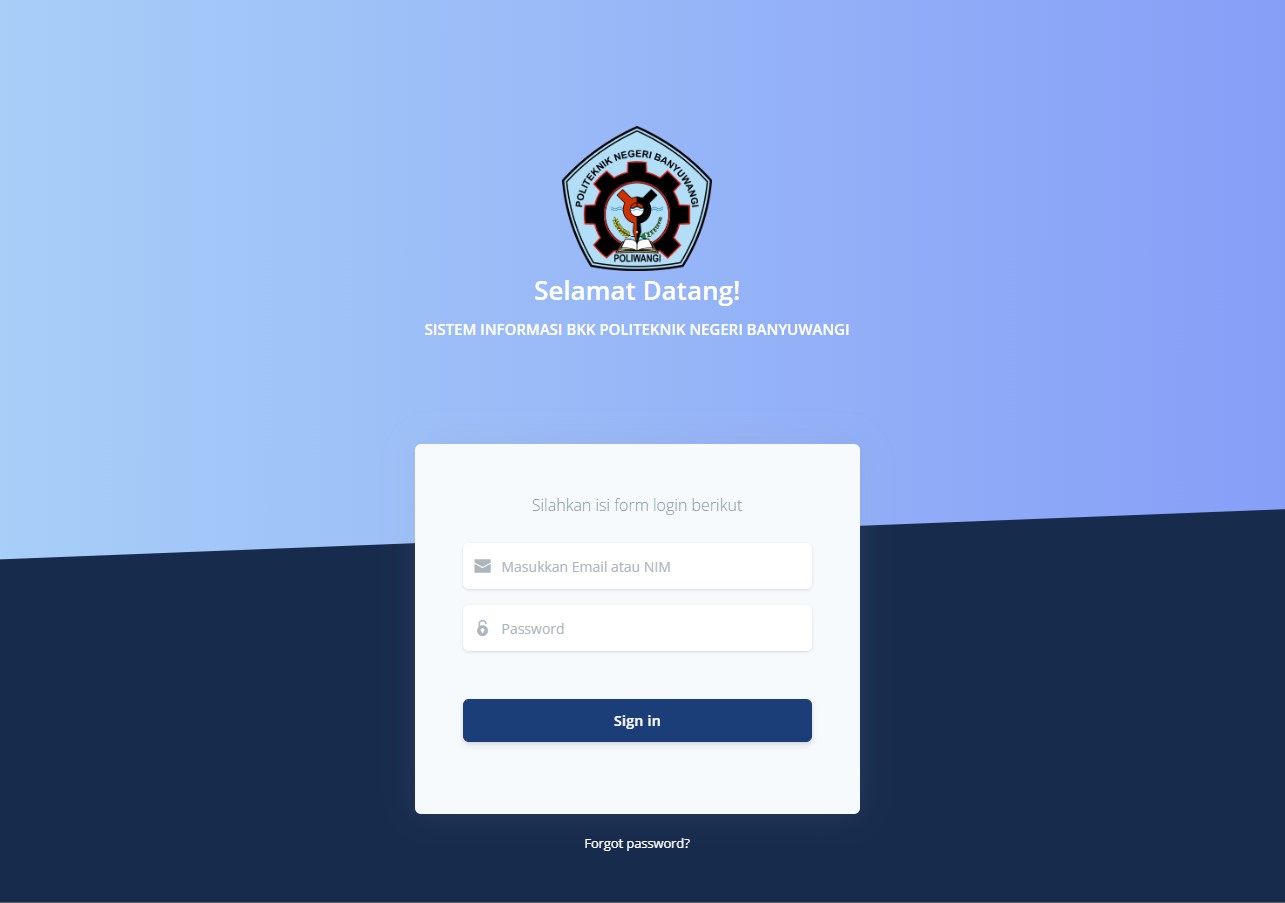 POLITEKNIK NEGERI BANYUWANGI
POLIWANGI
Selamat Datang!
SISTEM INFORMASI BKK POLITEKNIK NEGERI BANYUWANGI
Silahkan isi form login berikut
Masukkan Email atau NIM
Password
Sign in
Forgot password?